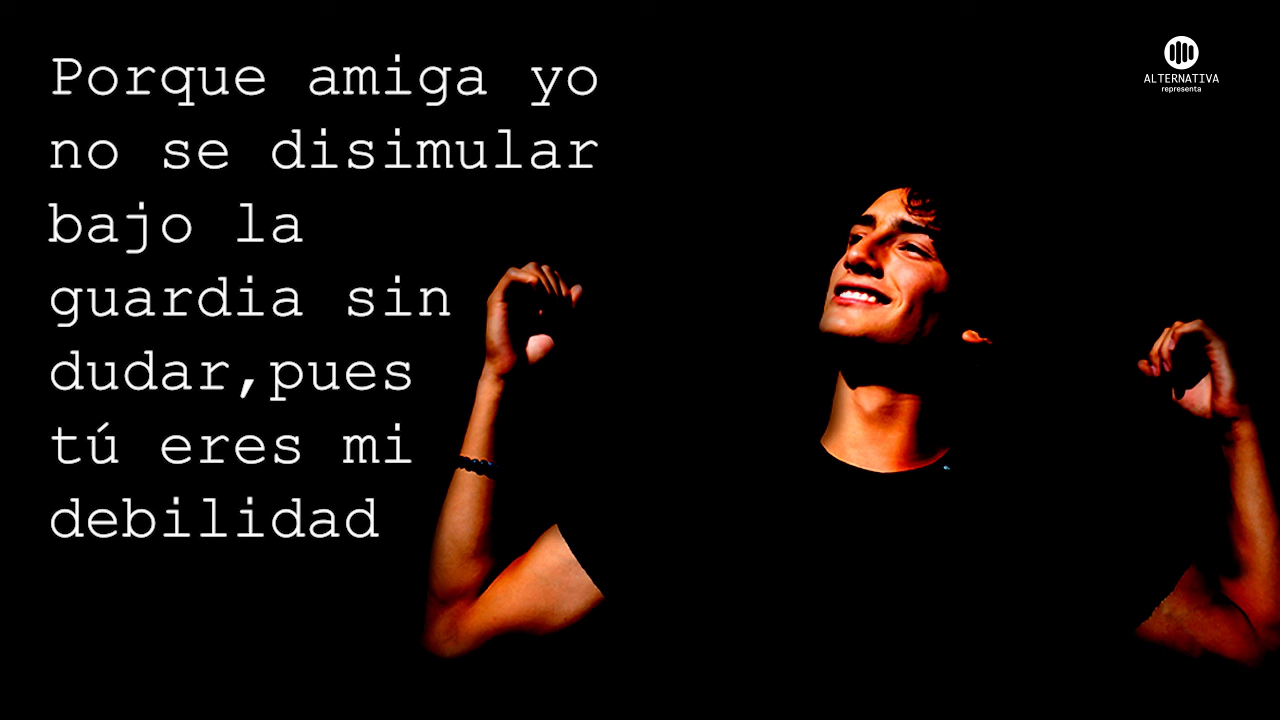 Porque amiga yo
no se disimular
bajo la
guardia sin
dudar,pues
tú eres mi
debilidad
ALTERNATIVA
representa